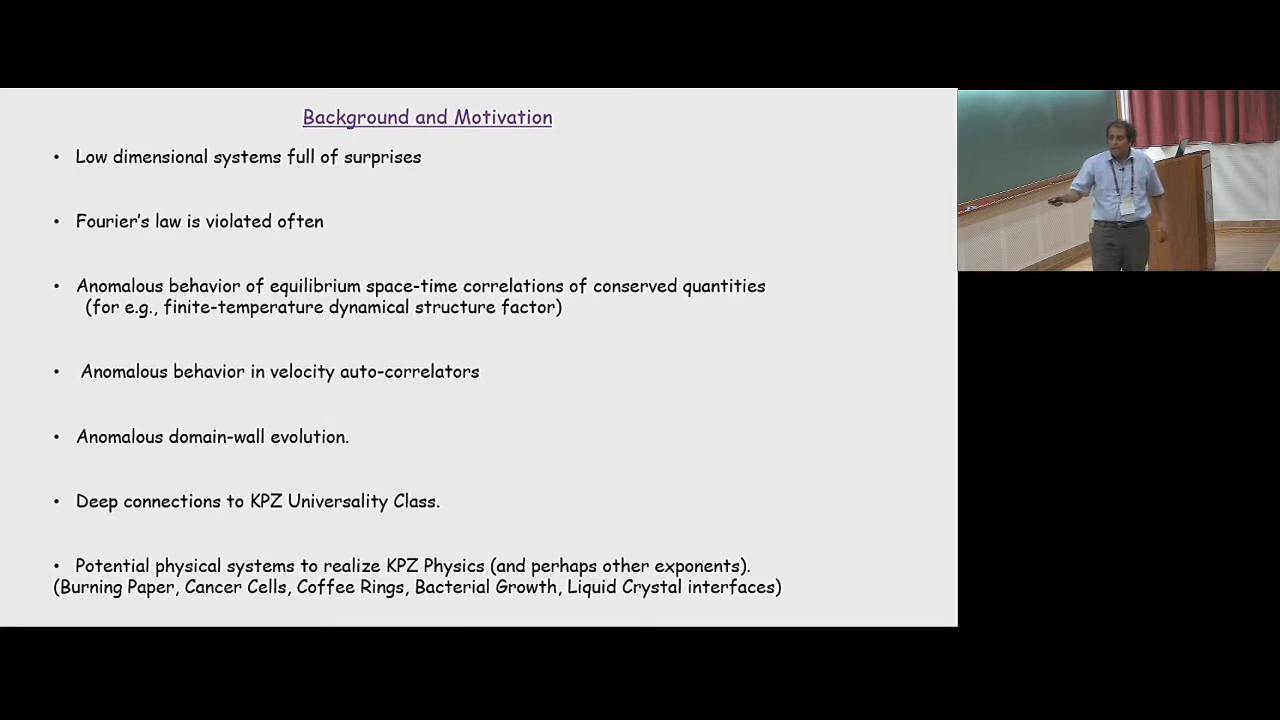 Background and Motivation
• Low dimensional systems full of surprises
• Fourier's law is violated often
• Anomalous behavior of equilibrium space-time correlations of conserved quantities
(for e.g., finite-temperature dynamical structure factor)
• Anomalous behavior in velocity auto-correlators
• Anomalous domain-wall evolution.
• Deep connections to KPZ Universality Class.
• Potential physical systems to realize KPZ Physics (and perhaps other exponents).
(Burning Paper, Cancer Cells, Coffee Rings, Bacterial Growth, Liquid Crystal interfaces)